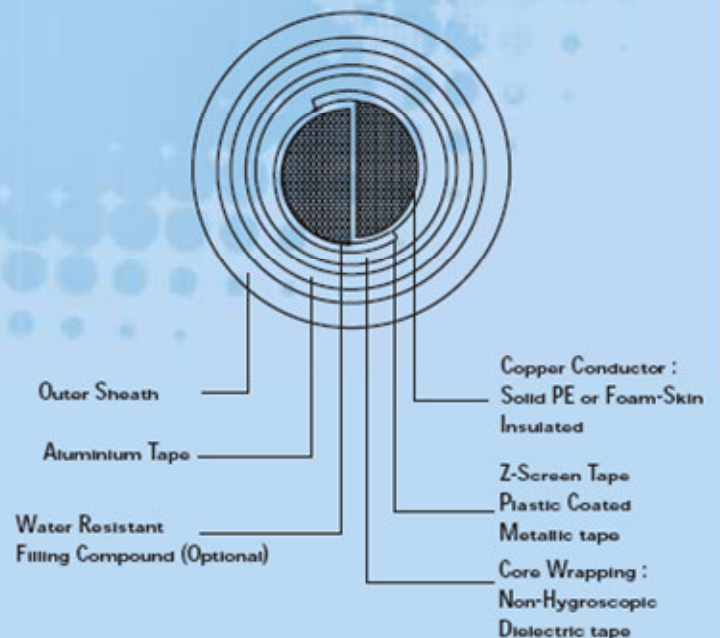 Outer Sheath
Aluminium Tape
Water Resistant
Filling Compound (Optional)
Copper Conductor :
Solid PE or Foam-Skin
Insulated
Z-Screen Tape
Plastic Coated
Metallic tape
Core Wrapping :
Non-Hygroscopic
Dielectric tape